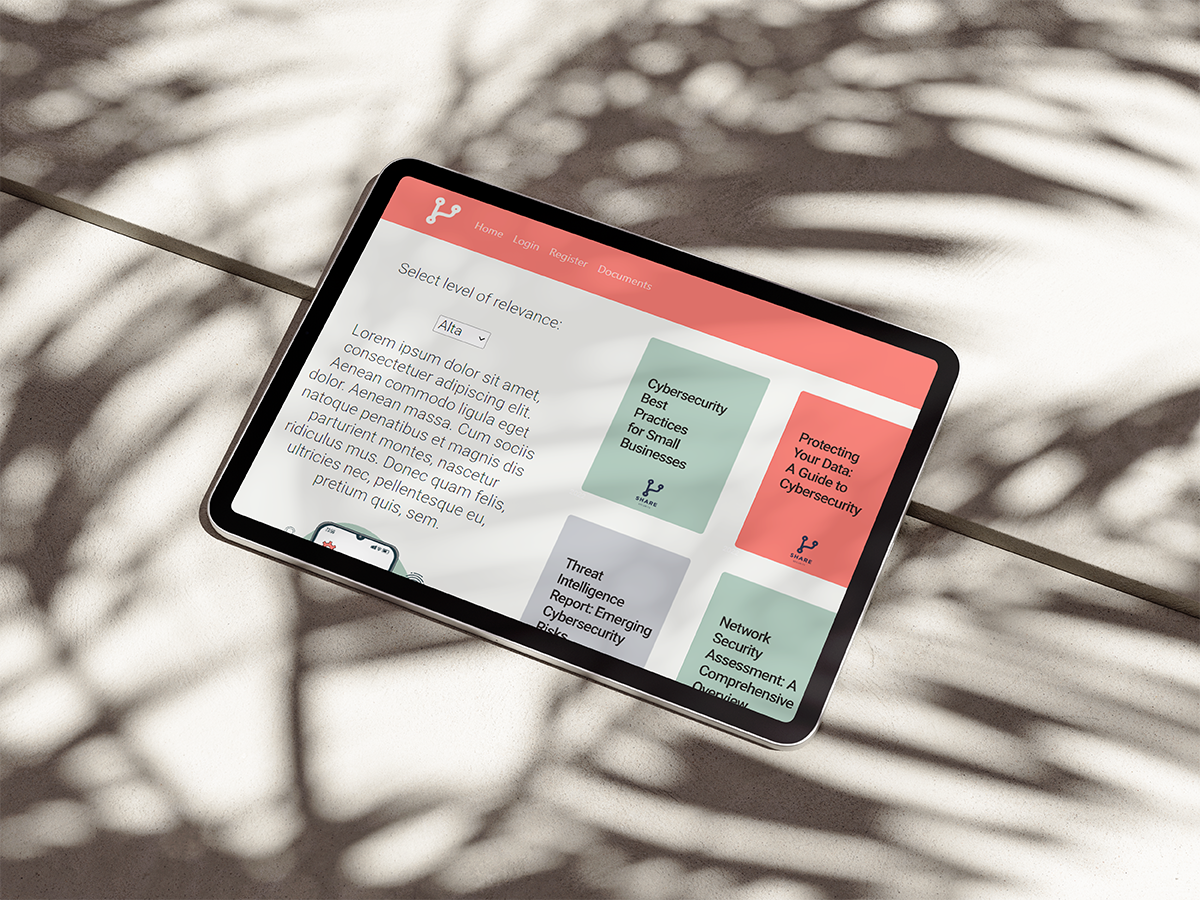 Home Login Register Documents
Select level of relevance:
Alta
Lorem ipsum dolor sit amet,
consectetuer adipiscing elit.
Aenean commodo ligula eget
dolor. Aenean massa. Cum sociis
natoque penatibus et magnis dis
parturient montes, nascetur
ridiculus mus. Donec quam felis,
ultricies nec, pellentesque eu,
pretium quis, sem.
Cybersecurity
Best
Practices
for Small
Businesses
SHARE
Protecting
Your Data:
A Guide to
Cybersecurity
SHARE
Threat
Intelligence
Report: Emerging
Cybersecurity
Risks
Network
Security
Assessment: A
Comprehensive
Overview